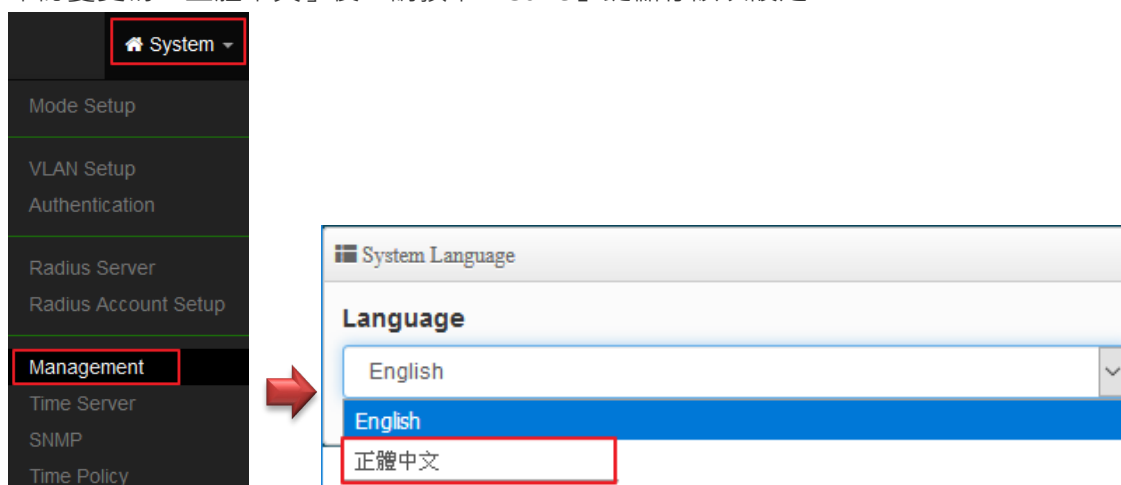 System
Mode Setup
VLAN Setup
Authentication
Radius Server
Radius Account Setup
Management
Time Server
SNMP
Time Policy
System Language
Language
English
English
正體中文